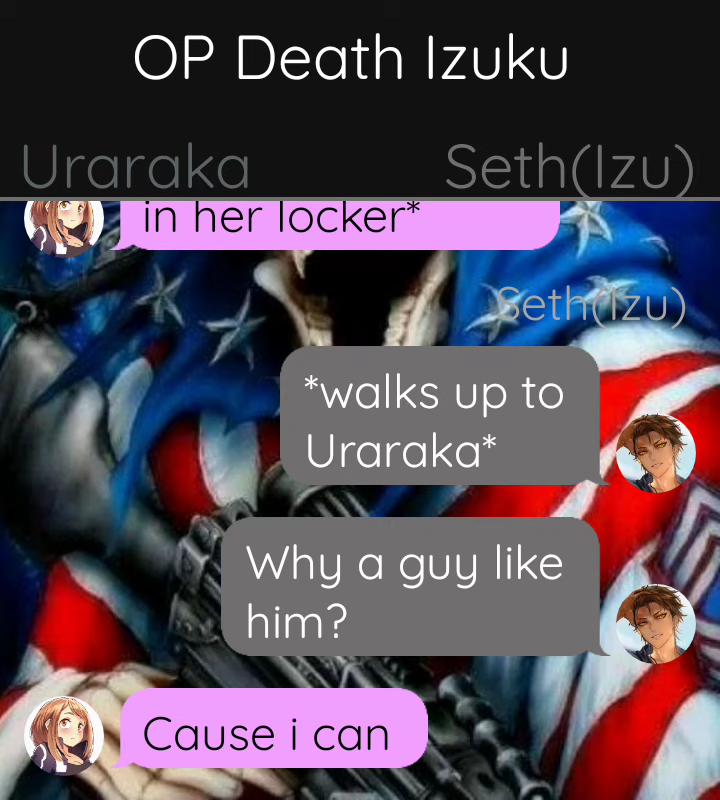 OP Death Izuku
Uraraka Seth(Izu)
in her locker*
Seth(Izu)
*walks up to
Uraraka*
Why a guy like
him?
Cause i can